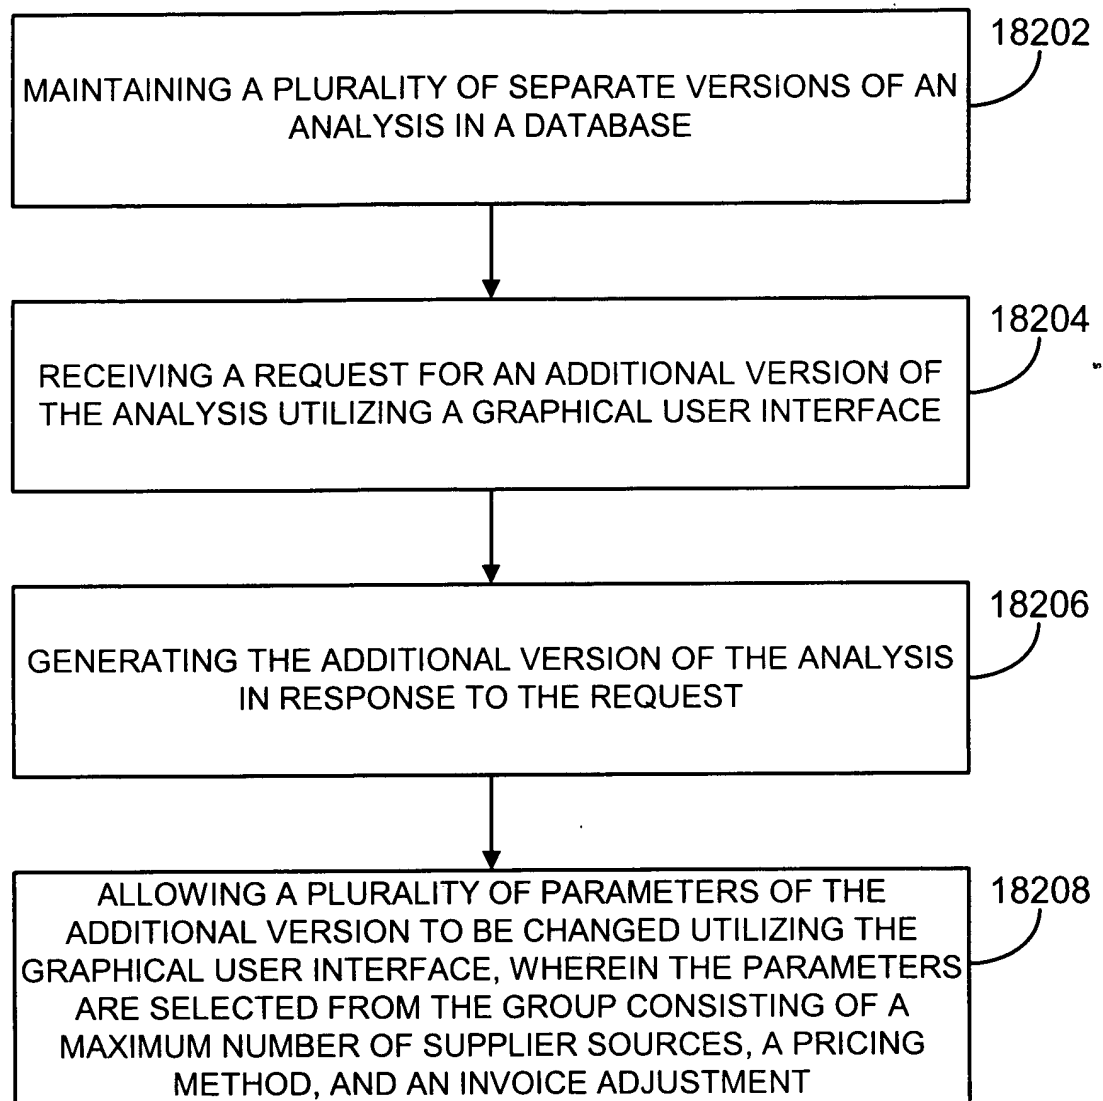 18202
MAINTAINING A PLURALITY OF SEPARATE VERSIONS OF AN
ANALYSIS IN A DATABASE
18204
RECEIVING A REQUEST FOR AN ADDITIONAL VERSION OF
THE ANALYSIS UTILIZING A GRAPHICAL USER INTERFACE
18206
GENERATING THE ADDITIONAL VERSION OF THE ANALYSIS
IN RESPONSE TO THE REQUEST
18208
ALLOWING A PLURALITY OF PARAMETERS OF THE
ADDITIONAL VERSION TO BE CHANGED UTILIZING THE
GRAPHICAL USER INTERFACE, WHEREIN THE PARAMETERS
ARE SELECTED FROM THE GROUP CONSISTING OF A
MAXIMUM NUMBER OF SUPPLIER SOURCES, A PRICING
METHOD, AND AN INVOICE ADJUSTMENT